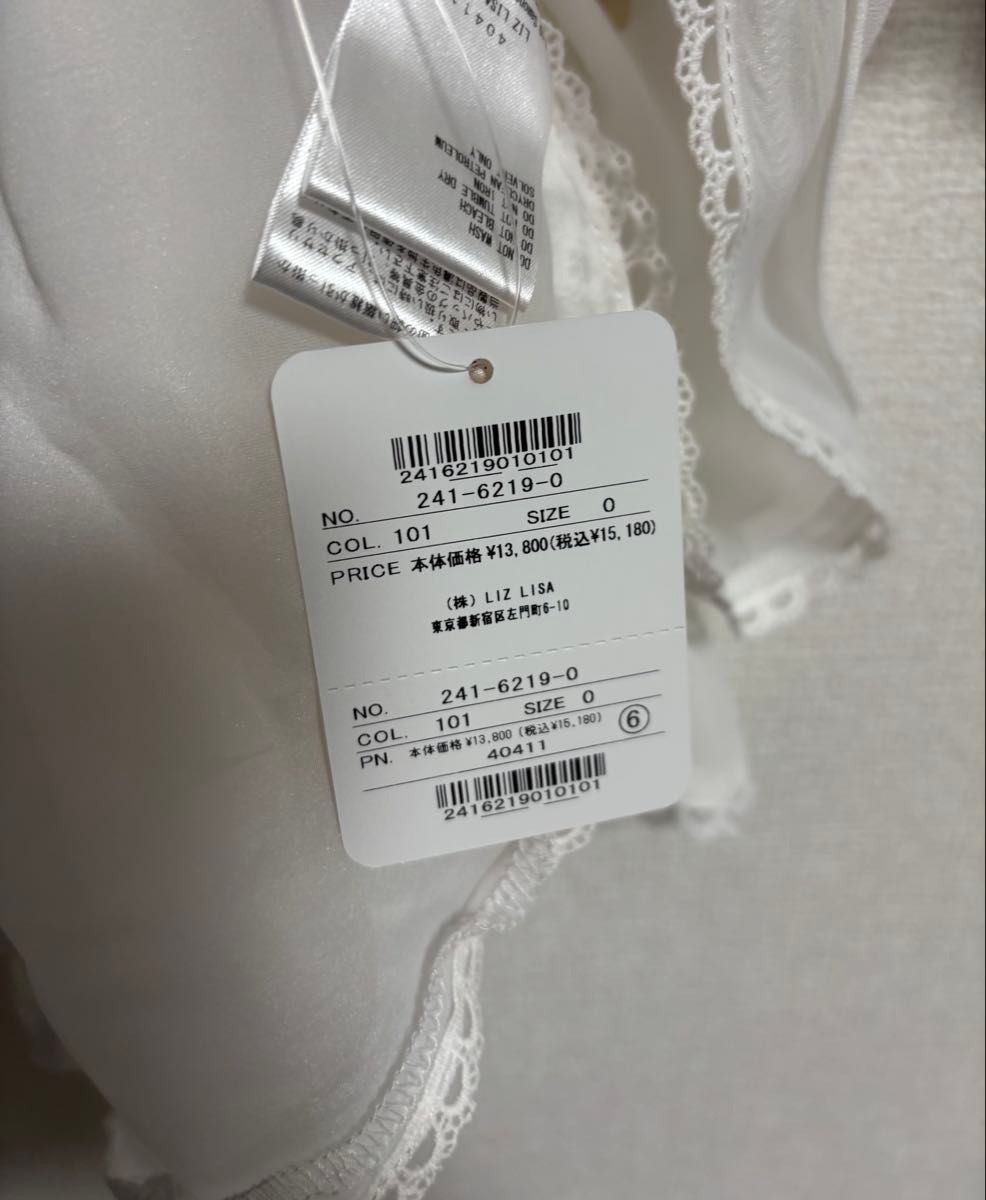 LIZ LISA
40411
DO NOT WASH
DO NOT BLEACH
DO NOT TUMBLE DRY
DO NOT IRON
DRYCLEAN PETROLEUM
SOLVENT ONLY
2416219010101
NO. 241-6219-0
COL. 101 SIZE 0
PRICE 本体価格¥13,800(税込¥15,180)
(株) LIZ LISA
東京都新宿区左門町6-10
NO. 241-6219-0
COL. 101 SIZE 0
PN. 本体価格¥13,800 (税込¥15,180) ⑥
40411
2416219010101